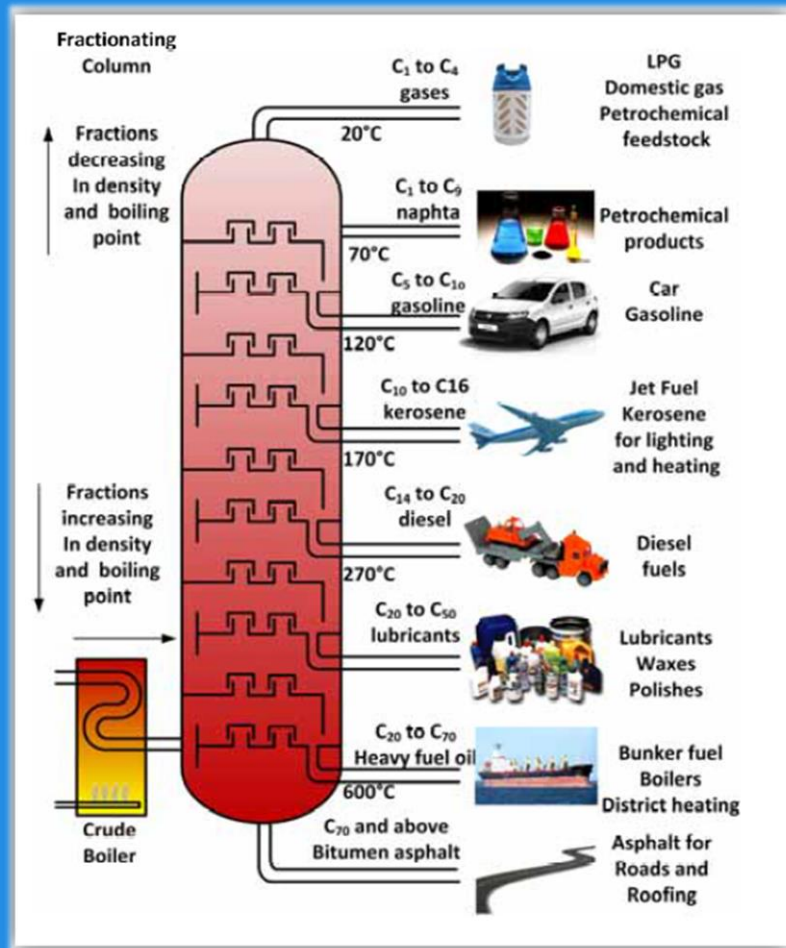 Fractionating
Column
C₁ to C₄
gases
20°C
LPG
Domestic gas
Petrochemical
feedstock
Fractions
decreasing
In density
and boiling
point
C₁ to C₉
naphta
70°C
Petrochemical
products
C₅ to C₁₀
gasoline
120°C
Car
Gasoline
C₁₀ to C16
kerosene
170°C
Jet Fuel
Kerosene
for lighting
and heating
Fractions
increasing
In density
and boiling
point
C₁₄ to C₂₀
diesel
270°C
Diesel
fuels
C₂₀ to C₅₀
lubricants
Lubricants
Waxes
Polishes
C₂₀ to C₇₀
Heavy fuel oil
600°C
Bunker fuel
Boilers
District heating
Crude
Boiler
C₇₀ and above
Bitumen asphalt
Asphalt for
Roads and
Roofing